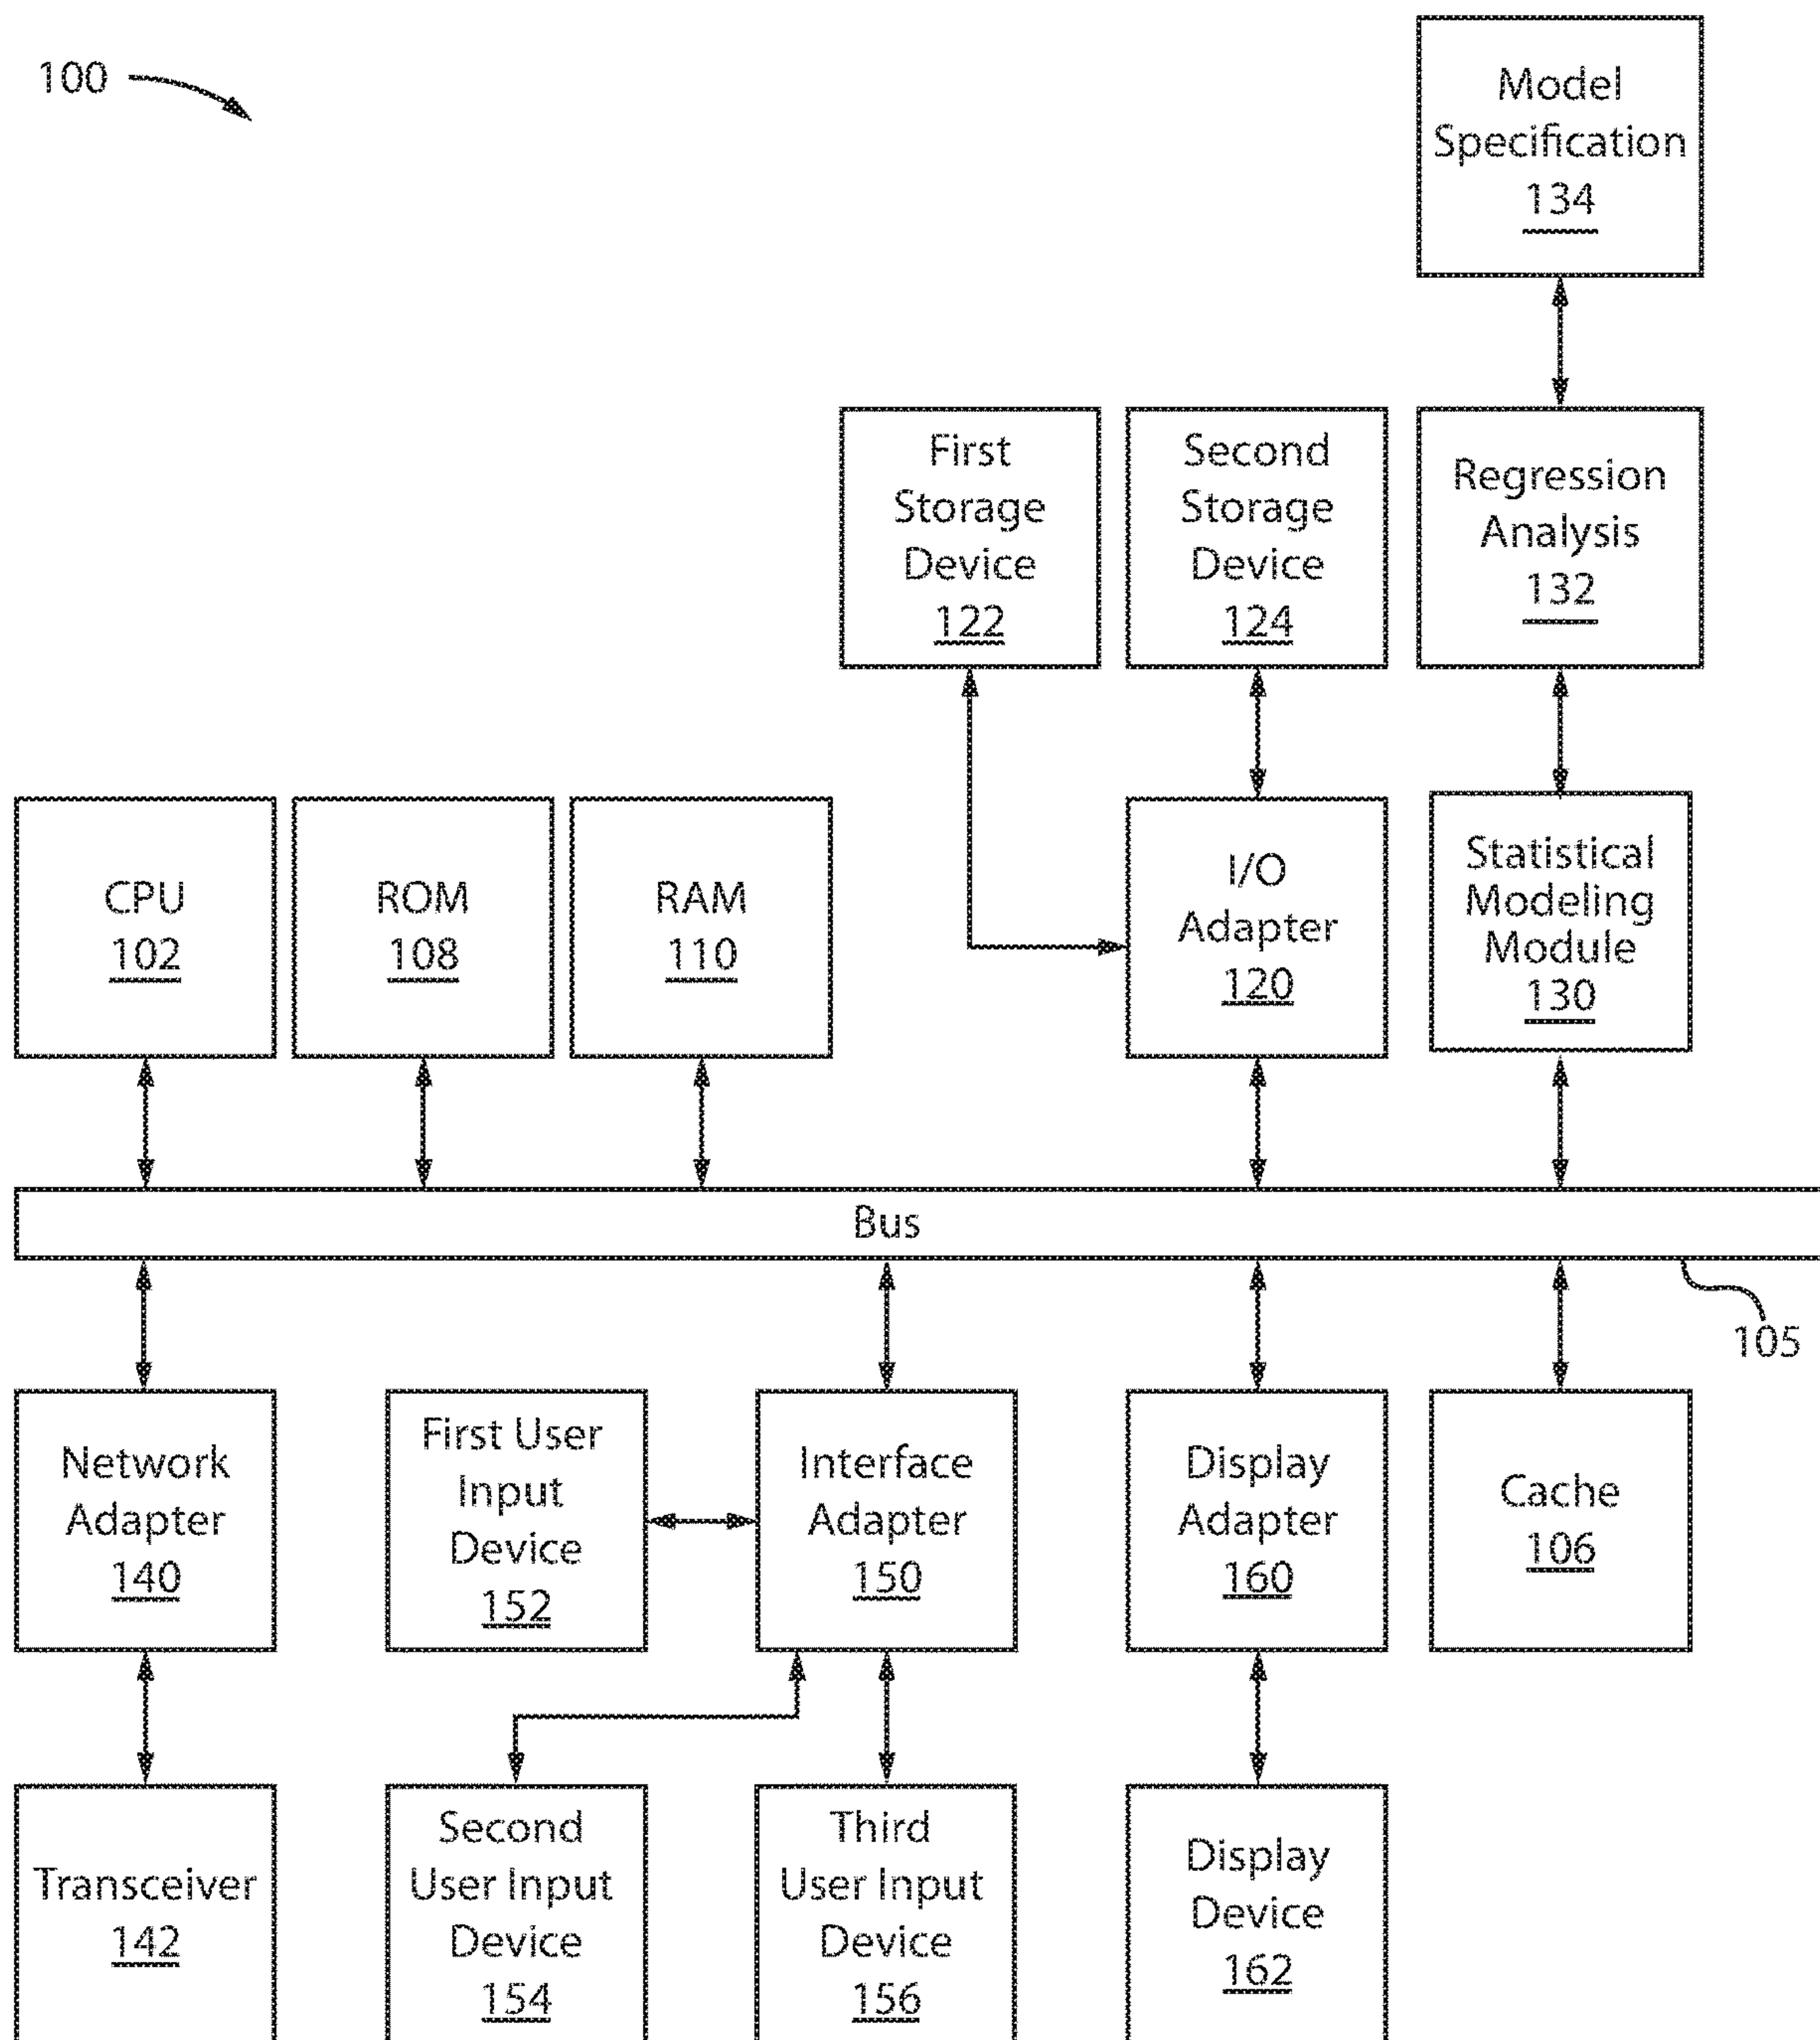 100
Model
Specification
134
First
Storage
Device
122
Second
Storage
Device
124
Regression
Analysis
132
CPU
102
ROM
108
RAM
110
I/O
Adapter
120
Statistical
Modeling
Module
130
Bus
105
Network
Adapter
140
First User
Input
Device
152
Interface
Adapter
150
Display
Adapter
160
Cache
106
Transceiver
142
Second
User Input
Device
154
Third
User Input
Device
156
Display
Device
162